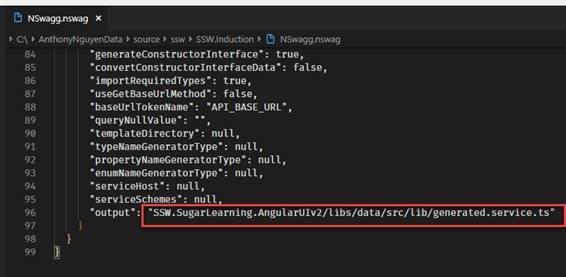 NSwagg.nswag ×
C:\ > AnthonyNguyenData > source > ssw > SSW.Induction > NSwagg.nswag
84 "generateConstructorInterface": true,
85 "convertConstructorInterfaceData": false,
86 "importRequiredTypes": true,
87 "useGetBaseUrlMethod": false,
88 "baseUrlTokenName": "API_BASE_URL",
89 "queryNullValue": "",
90 "templateDirectory": null,
91 "typeNameGeneratorType": null,
92 "propertyNameGeneratorType": null,
93 "enumNameGeneratorType": null,
94 "serviceHost": null,
95 "serviceSchemes": null,
96 "output": "SSW.SugarLearning.AngularUIv2/libs/data/src/lib/generated.service.ts"
97 }
98 }
99 }